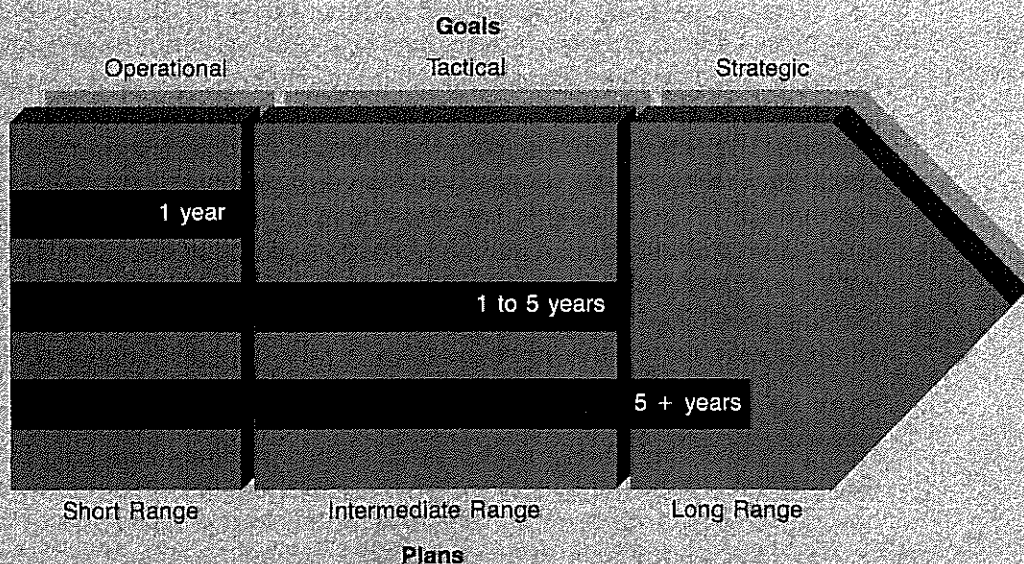 Goals
Operational Tactical Strategic
1 year
1 to 5 years
5 + years
Short Range Intermediate Range Long Range
Plans